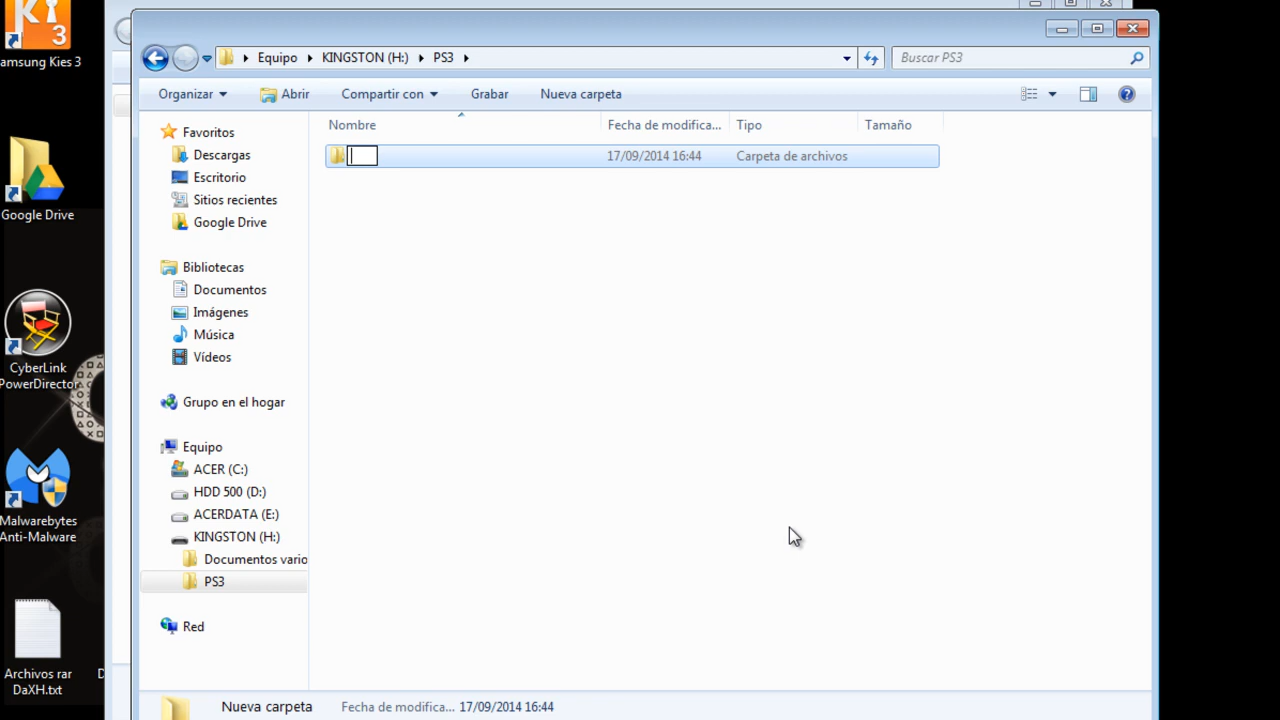 3
amsung Kies 3
Google Drive
CyberLink
PowerDirector
Malwarebytes
Anti-Malware
Archivos rar
DaXH.txt
D
Equipo
KINGSTON (H:)
PS3
Buscar PS3
Organizar
Abrir
Compartir con
Grabar
Nueva carpeta
Nombre
Fecha de modifica...
Tipo
Tamaño
17/09/2014 16:44
Carpeta de archivos
Favoritos
Descargas
Escritorio
Sitios recientes
Google Drive
Bibliotecas
Documentos
Imágenes
Música
Vídeos
Grupo en el hogar
Equipo
ACER (C:)
HDD 500 (D:)
ACERDATA (E:)
KINGSTON (H:)
Documentos vario
PS3
Red
Nueva carpeta
Fecha de modifica... 17/09/2014 16:44